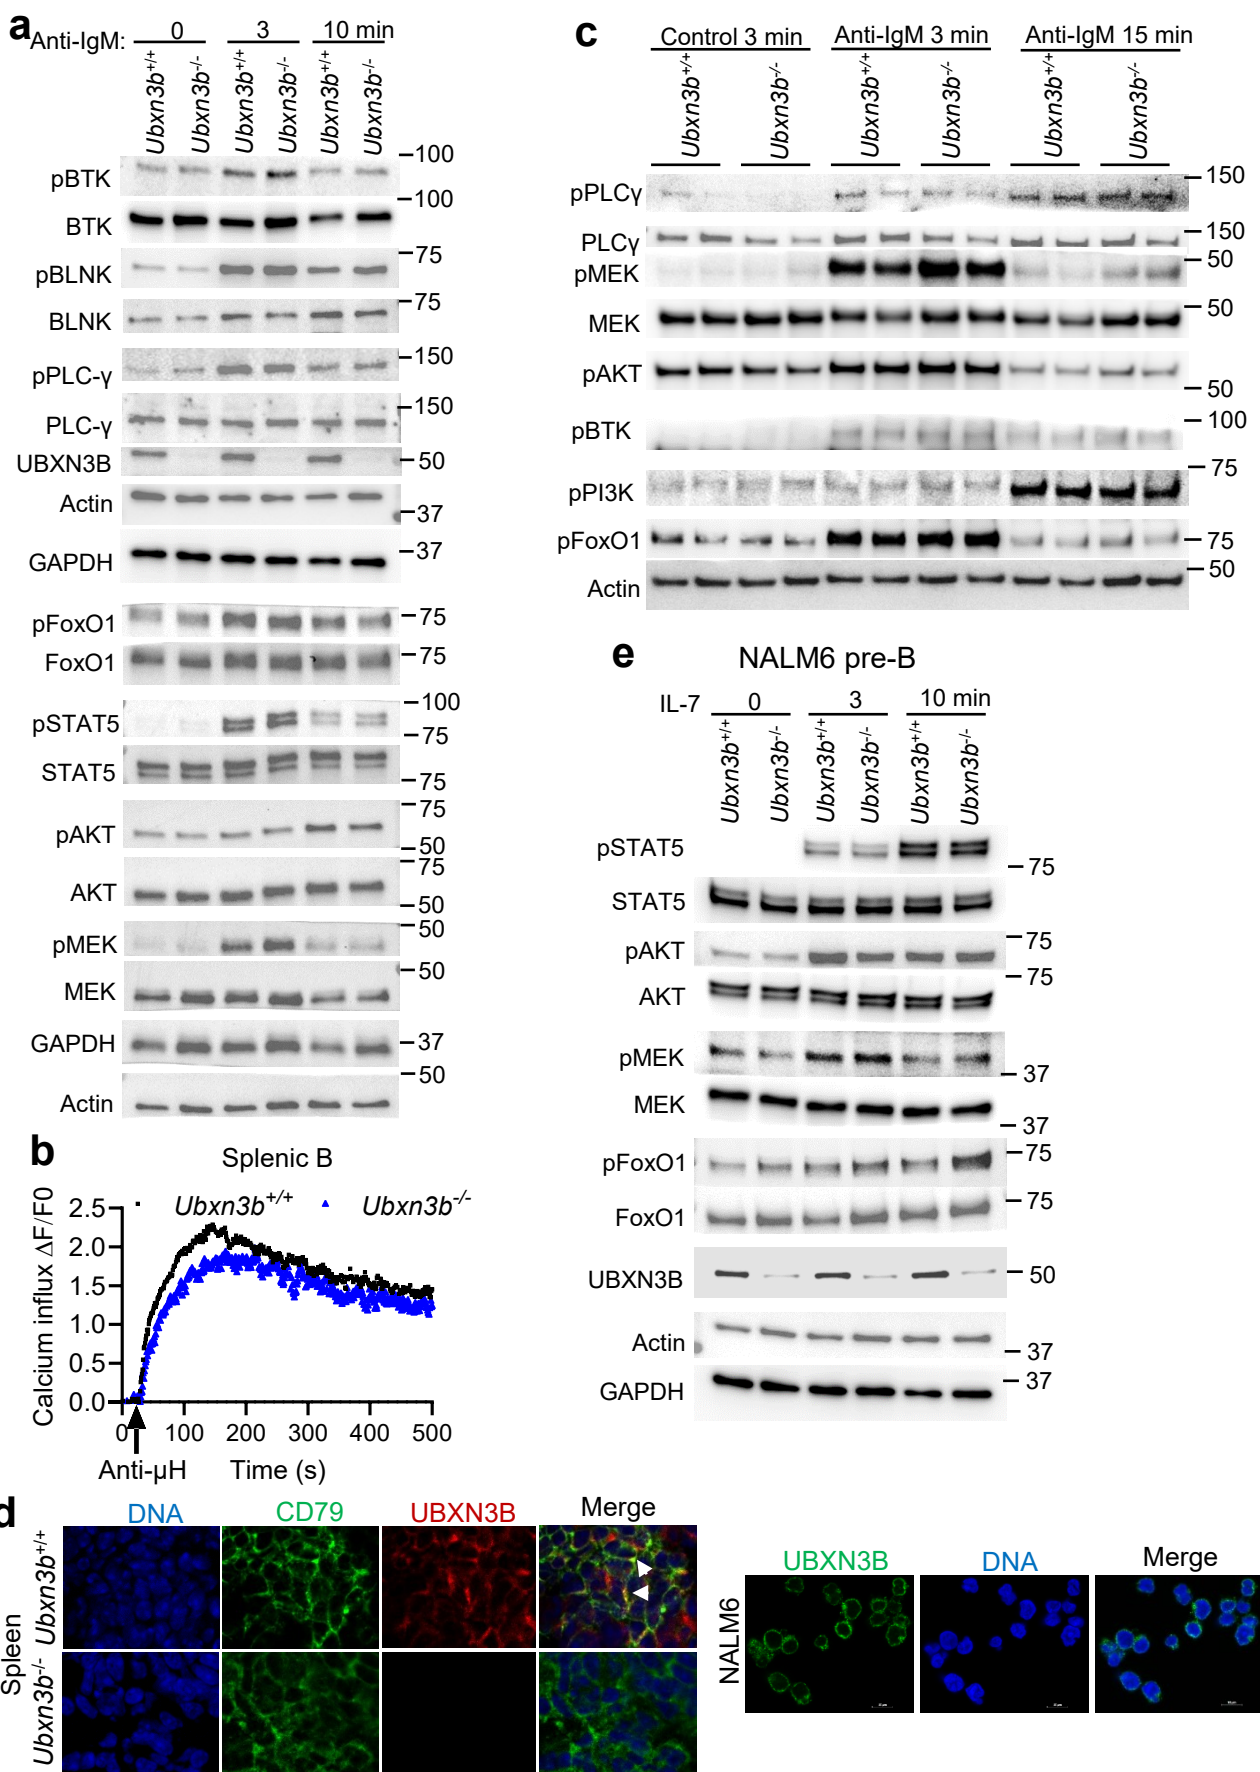 a
Anti-IgM: 0 3 10 min
Ubxn3b+/+ Ubxn3b-/- Ubxn3b+/+ Ubxn3b-/- Ubxn3b+/+ Ubxn3b-/-
pBTK 100
BTK 100
pBLNK 75
BLNK 75
pPLC-γ 150
PLC-γ 150
UBXN3B 50
Actin 37
GAPDH 37
pFoxO1 75
FoxO1 75
pSTAT5 100 75
STAT5 75
pAKT 75 50
AKT 75 50
pMEK 50
MEK 50
GAPDH 37
Actin 50
b
Splenic B
Ubxn3b+/+ Ubxn3b-/-
Calcium influx ΔF/F0
2.5
2.0
1.5
1.0
0.5
0.0
0 100 200 300 400 500
Anti-μH Time (s)
c
Control 3 min Anti-IgM 3 min Anti-IgM 15 min
Ubxn3b+/+ Ubxn3b-/- Ubxn3b+/+ Ubxn3b-/- Ubxn3b+/+ Ubxn3b-/-
pPLCγ 150
PLCγ 150
pMEK 50
MEK 50
pAKT 50
pBTK 100
pPI3K 75
pFoxO1 75
Actin 50
e
NALM6 pre-B
IL-7 0 3 10 min
Ubxn3b+/+ Ubxn3b-/- Ubxn3b+/+ Ubxn3b-/- Ubxn3b+/+ Ubxn3b-/-
pSTAT5 75
STAT5
pAKT 75
AKT 75
pMEK 37
MEK 37
pFoxO1 75
FoxO1 75
UBXN3B 50
Actin 37
GAPDH 37
d
DNA CD79 UBXN3B Merge
Spleen
Ubxn3b+/+
Ubxn3b-/-
UBXN3B DNA Merge
NALM6